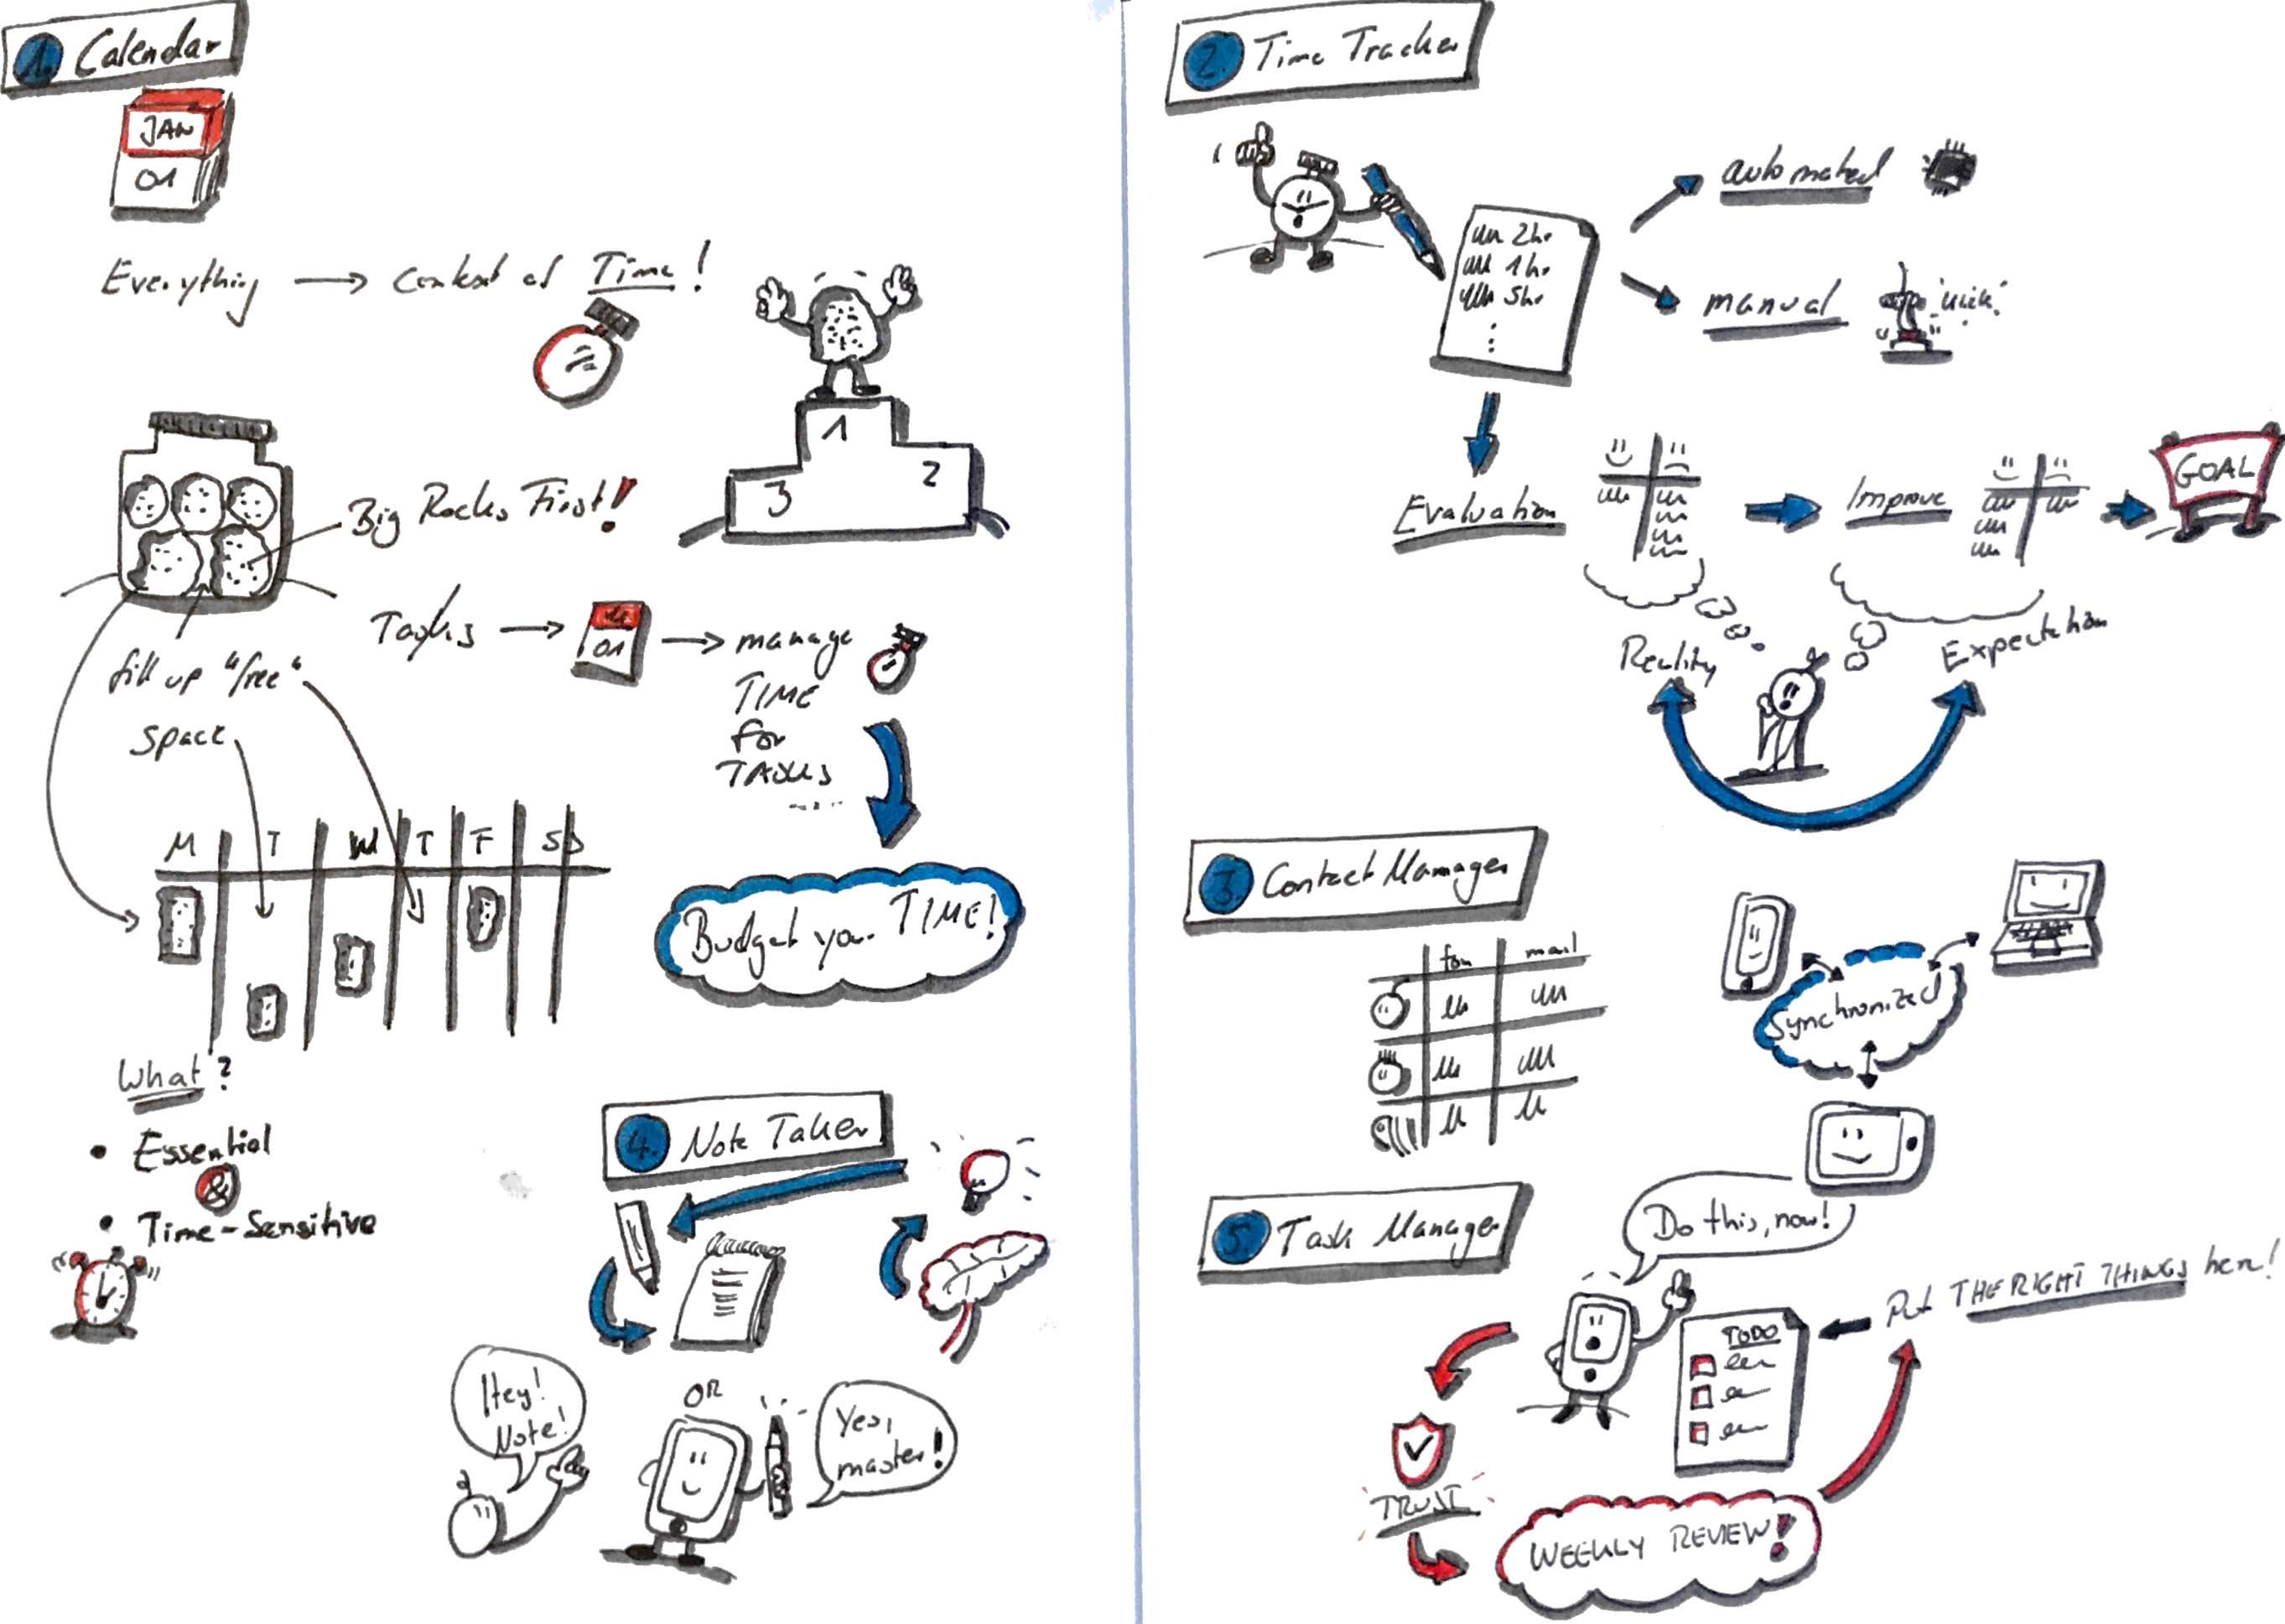 1. Calendar
JAN
01
Everything → context of Time!
1
2
3
Big Rocks First!
Tasks → 01 → manage
TIME
for
TASKS
fill up "free"
space
M T W T F S S
Budget your TIME!
What?
• Essential
&
• Time-Sensitive
4. Note Taker
OR
Hey!
Note!
Yes,
master!
2. Time Tracker
2hr
1hr
5hr
automated
manual
Evaluation
Improve
GOAL
Reality
Expectation
3 Contact Manager
fon mail
Synchronized
5 Task Manager
Do this, now!
Put THE RIGHT THINGS here!
TODO
TRUST
WEEKLY REVIEW!